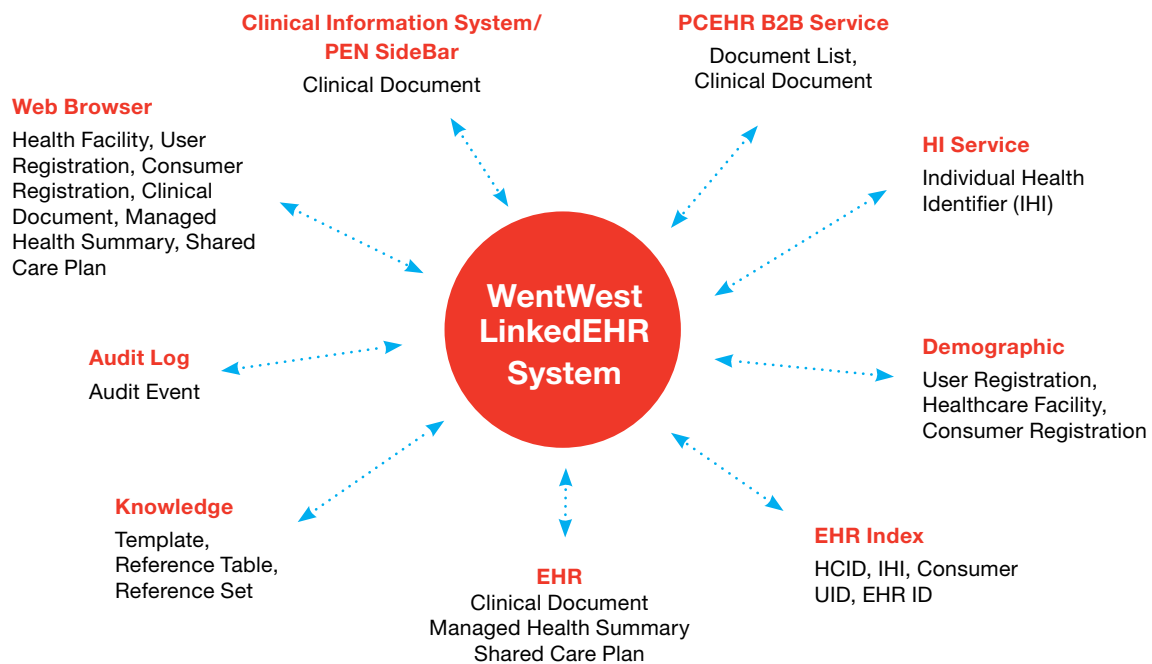 Clinical Information System/
PEN SideBar
Clinical Document
PCEHR B2B Service
Document List,
Clinical Document
Web Browser
Health Facility, User
Registration, Consumer
Registration, Clinical
Document, Managed
Health Summary, Shared
Care Plan
HI Service
Individual Health
Identifier (IHI)
WentWest
LinkedEHR
System
Audit Log
Audit Event
Demographic
User Registration,
Healthcare Facility,
Consumer Registration
Knowledge
Template,
Reference Table,
Reference Set
EHR
Clinical Document
Managed Health Summary
Shared Care Plan
EHR Index
HCID, IHI, Consumer
UID, EHR ID